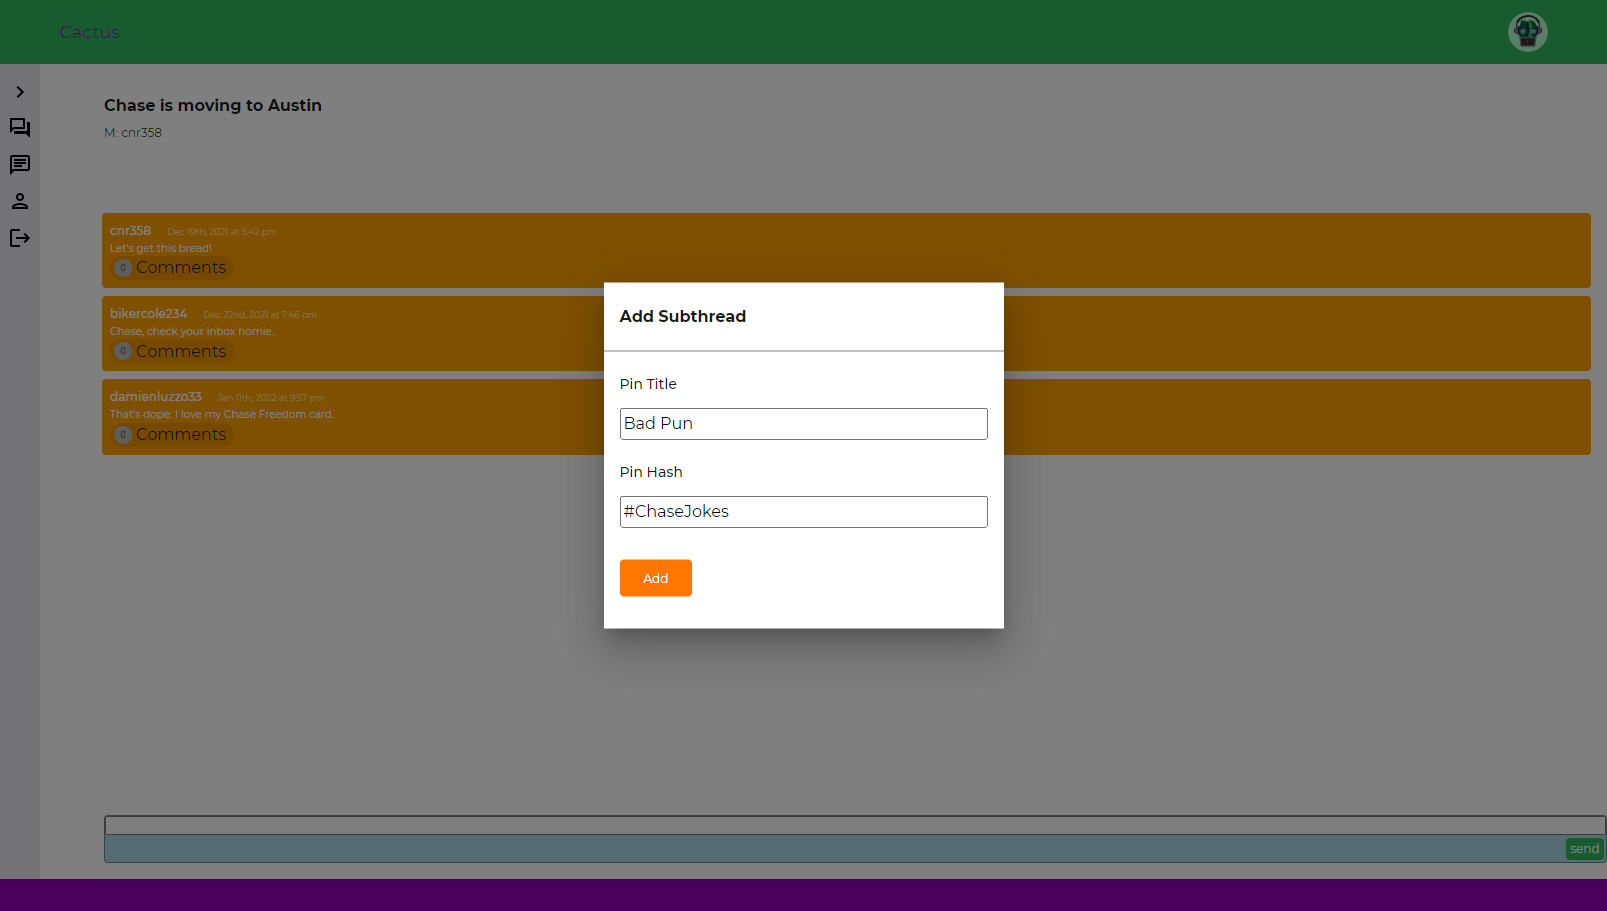 Cactus
Chase is moving to Austin
M: cnr358
cnr358 Dec 19th, 2021 at 5:42 pm
Let's get this bread!
0 Comments
bikercole234 Dec 22nd, 2021 at 7:46 pm
Chase, check your inbox homie.
0 Comments
damienluzzo33 Jan 11th, 2022 at 9:57 pm
That's dope. I love my Chase Freedom card.
0 Comments
Add Subthread
Pin Title
Bad Pun
Pin Hash
#ChaseJokes
Add
send